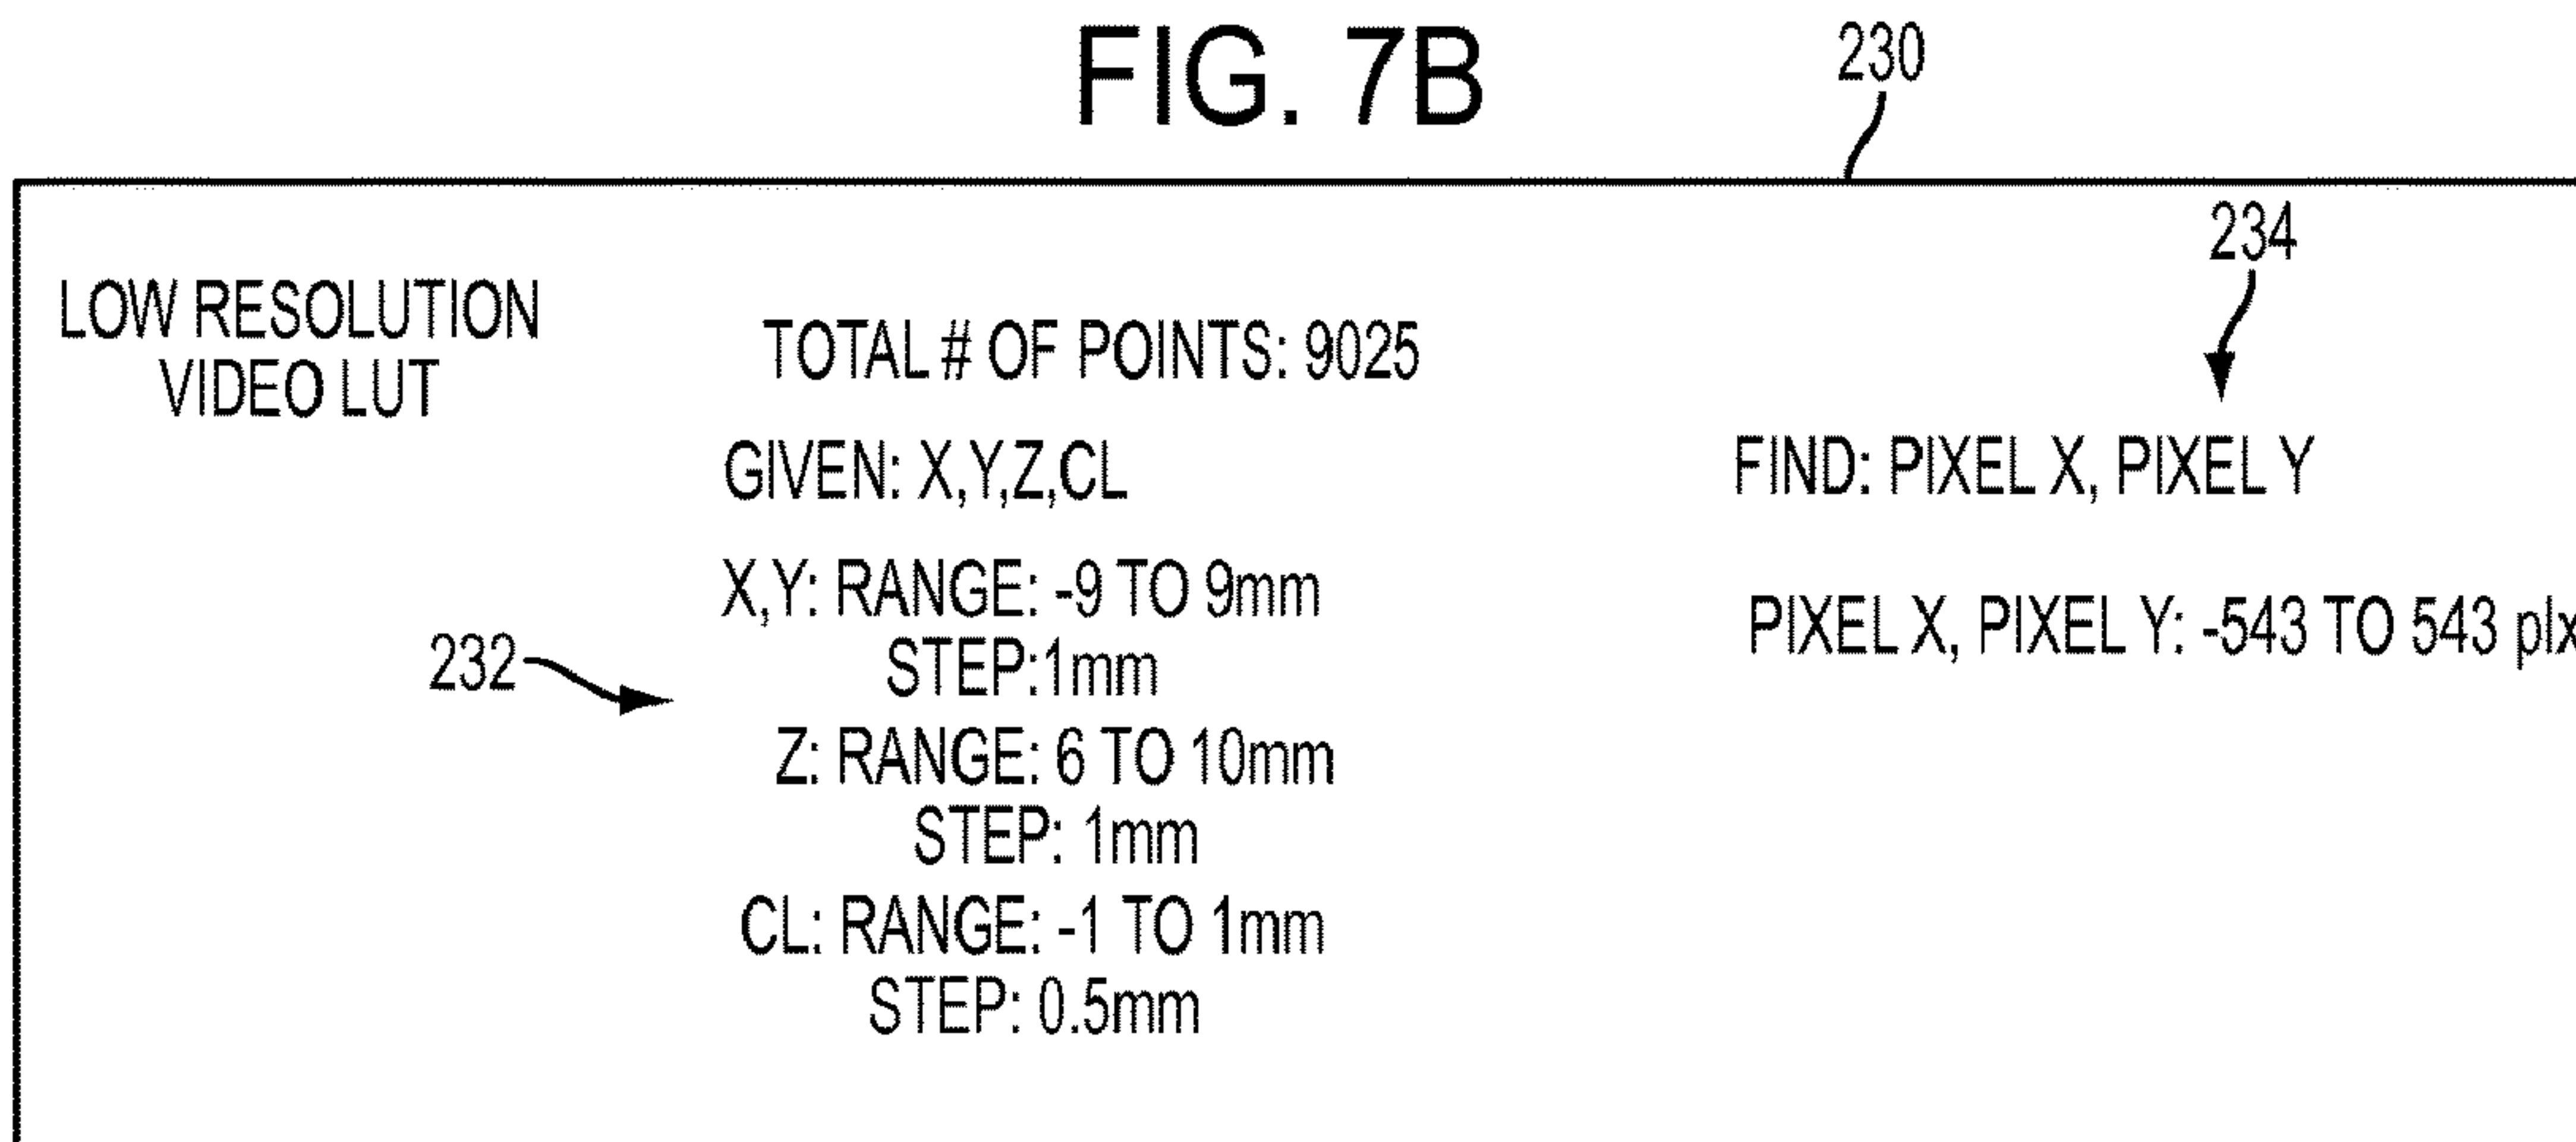 FIG. 7B
230
234
LOW RESOLUTION
VIDEO LUT
TOTAL # OF POINTS: 9025
GIVEN: X,Y,Z,CL
FIND: PIXEL X, PIXEL Y
X,Y: RANGE: -9 TO 9mm
STEP:1mm
PIXEL X, PIXEL Y: -543 TO 543 plx
232
Z: RANGE: 6 TO 10mm
STEP: 1mm
CL: RANGE: -1 TO 1mm
STEP: 0.5mm